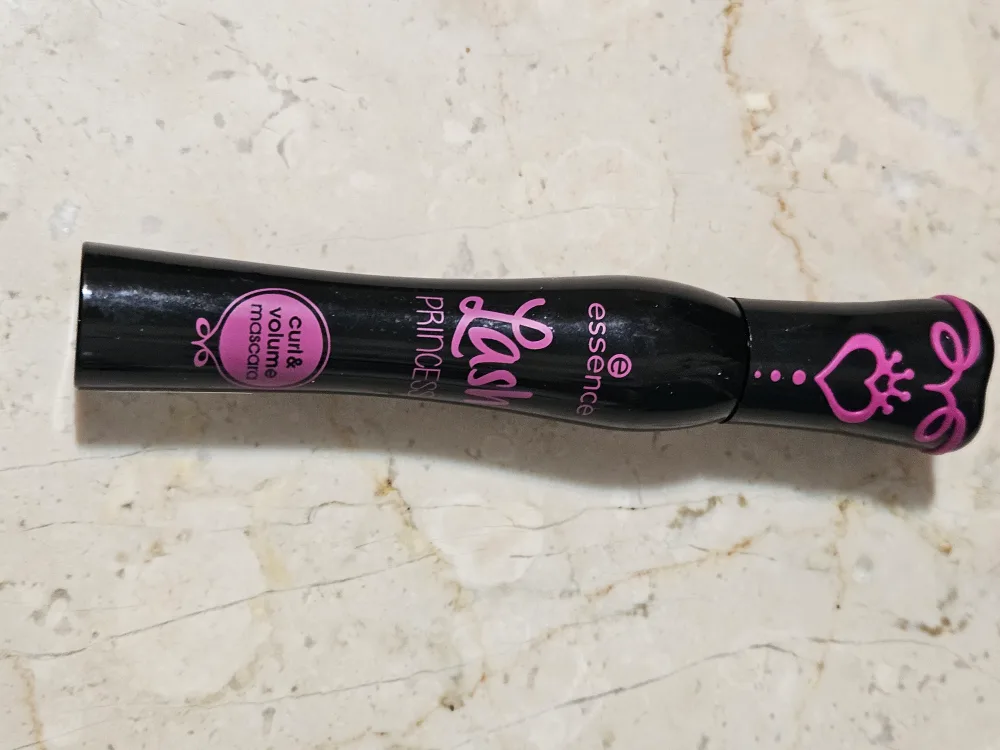 e
essence
Lash
PRINCESS
curl &
volume
mascara